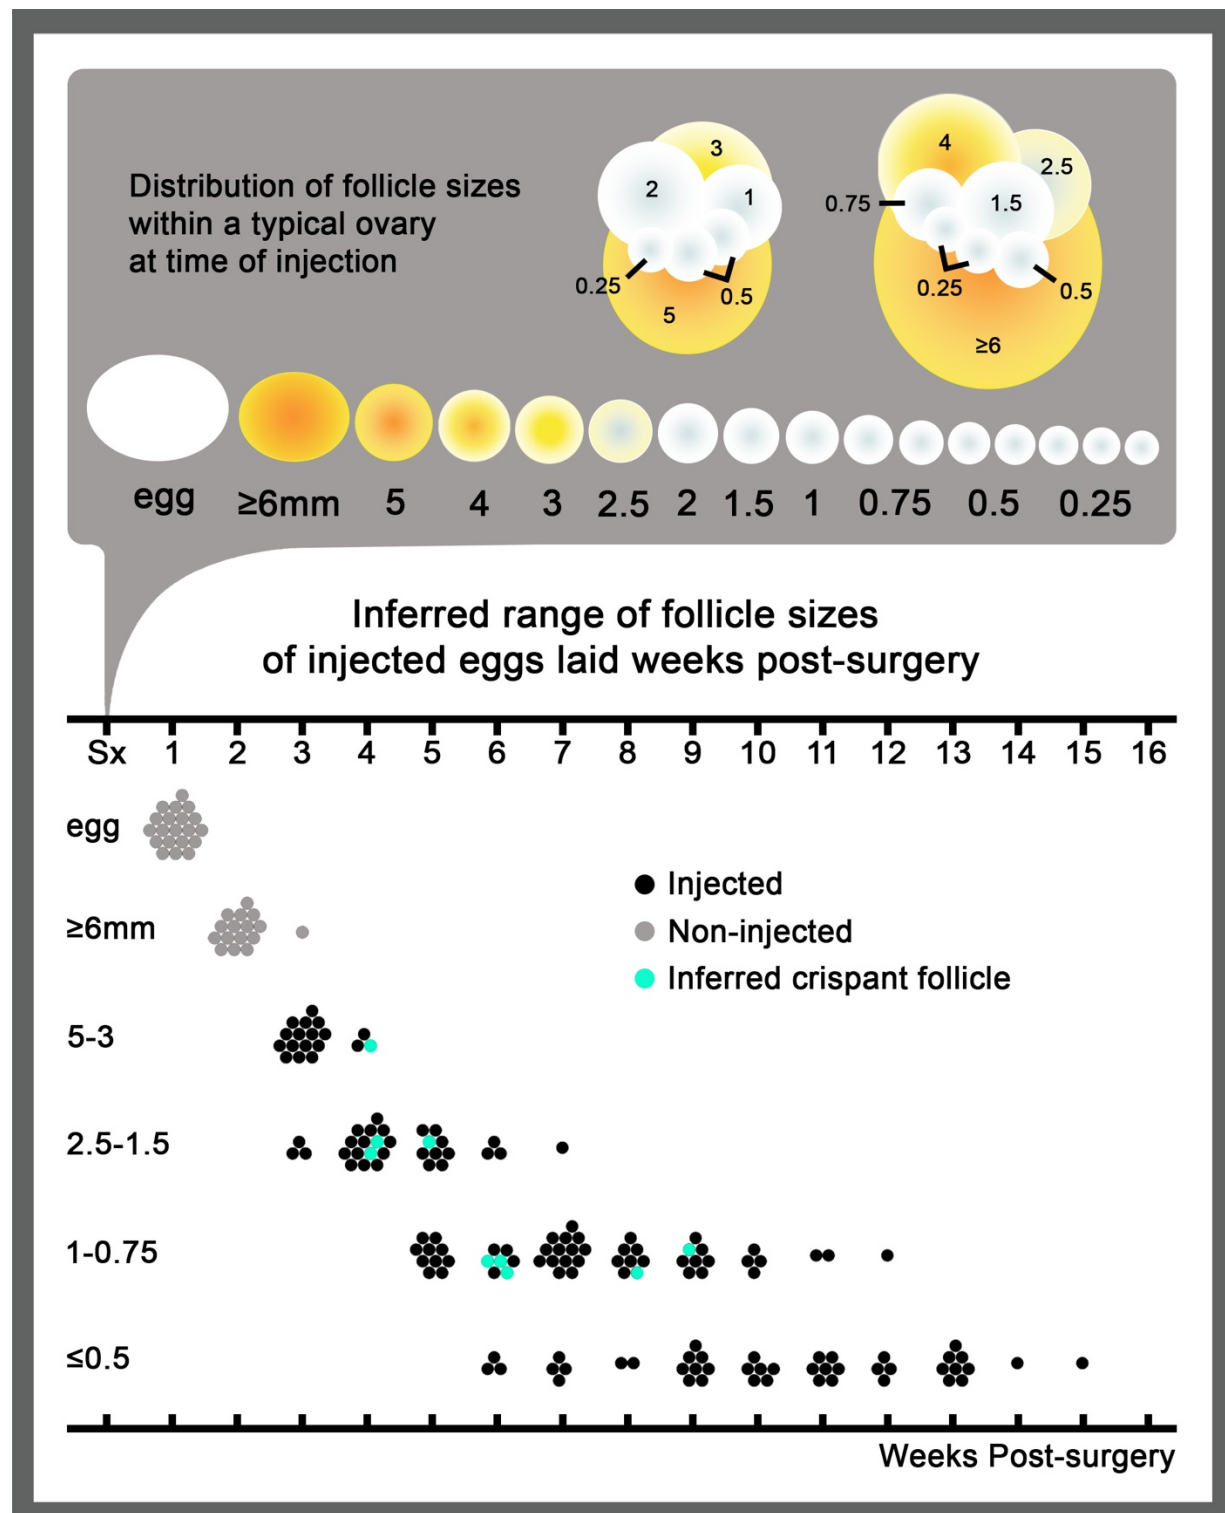 Distribution of follicle sizes
within a typical ovary
at time of injection
3
2
1
0.25
0.5
5
4
2.5
0.75
1.5
0.25
0.5
≥6
egg ≥6mm 5 4 3 2.5 2 1.5 1 0.75 0.5 0.25
Inferred range of follicle sizes
of injected eggs laid weeks post-surgery
Sx 1 2 3 4 5 6 7 8 9 10 11 12 13 14 15 16
egg
≥6mm
5-3
2.5-1.5
1-0.75
≤0.5
Injected
Non-injected
Inferred crispant follicle
Weeks Post-surgery